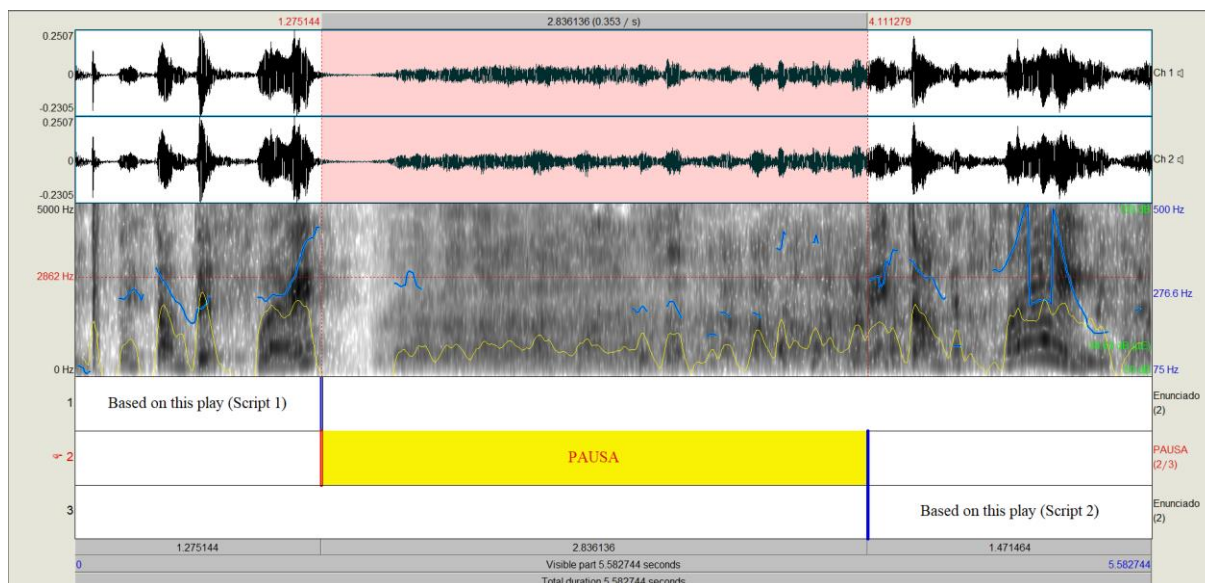 1.275144 2.836136 (0.353 / s) 4.111279
0.2507
0
-0.2305
Ch 1
0.2507
0
-0.2305
Ch 2
5000 Hz 500 Hz
2862 Hz
276.6 Hz
0 Hz 75 Hz
1 Based on this play (Script 1) Enunciado
(2)
2 PAUSA PAUSA
(2/3)
3 Based on this play (Script 2) Enunciado
(2)
1.275144 2.836136 1.471464
0 Visible part 5.582744 seconds 5.582744
Total duration 5.582744 seconds